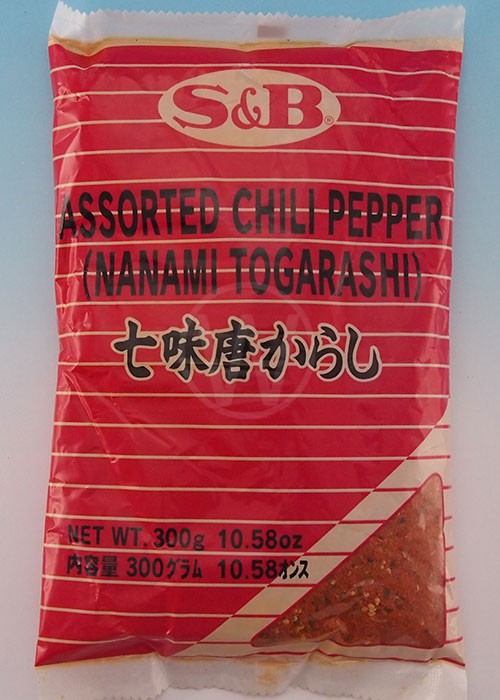 S&B®
ASSORTED CHILI PEPPER
(NANAMI TOGARASHI)
七味唐からし
NET WT. 300g 10.58oz
内容量 300グラム 10.58オンス